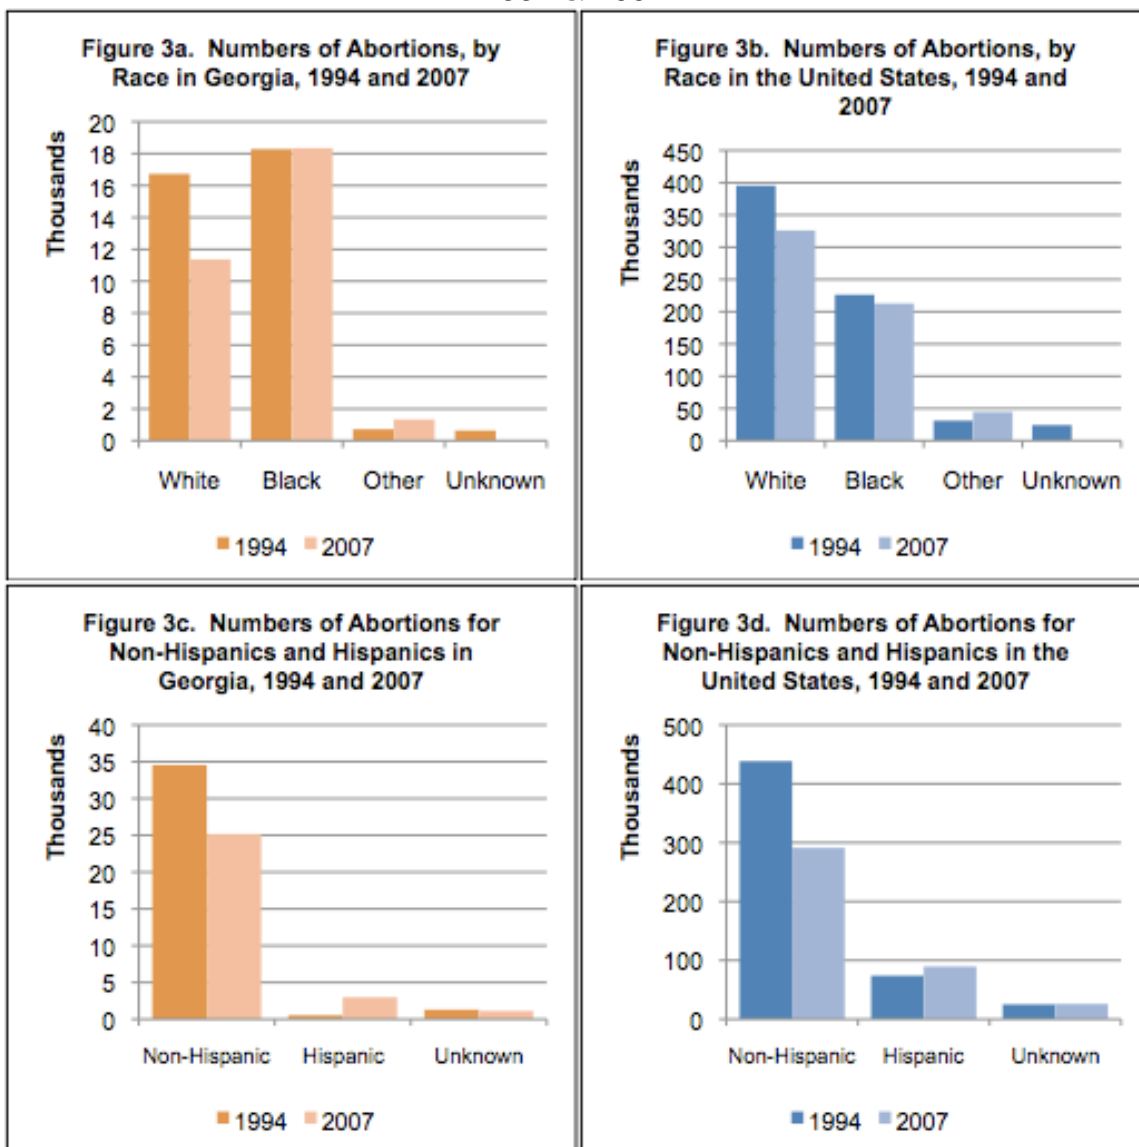 Figure 3a. Numbers of Abortions, by
Race in Georgia, 1994 and 2007
Thousands
20
18
16
14
12
10
8
6
4
2
0
White Black Other Unknown
1994 2007
Figure 3b. Numbers of Abortions, by
Race in the United States, 1994 and
2007
Thousands
450
400
350
300
250
200
150
100
50
0
White Black Other Unknown
1994 2007
Figure 3c. Numbers of Abortions for
Non-Hispanics and Hispanics in
Georgia, 1994 and 2007
Thousands
40
35
30
25
20
15
10
5
0
Non-Hispanic Hispanic Unknown
1994 2007
Figure 3d. Numbers of Abortions for
Non-Hispanics and Hispanics in the
United States, 1994 and 2007
Thousands
500
400
300
200
100
0
Non-Hispanic Hispanic Unknown
1994 2007